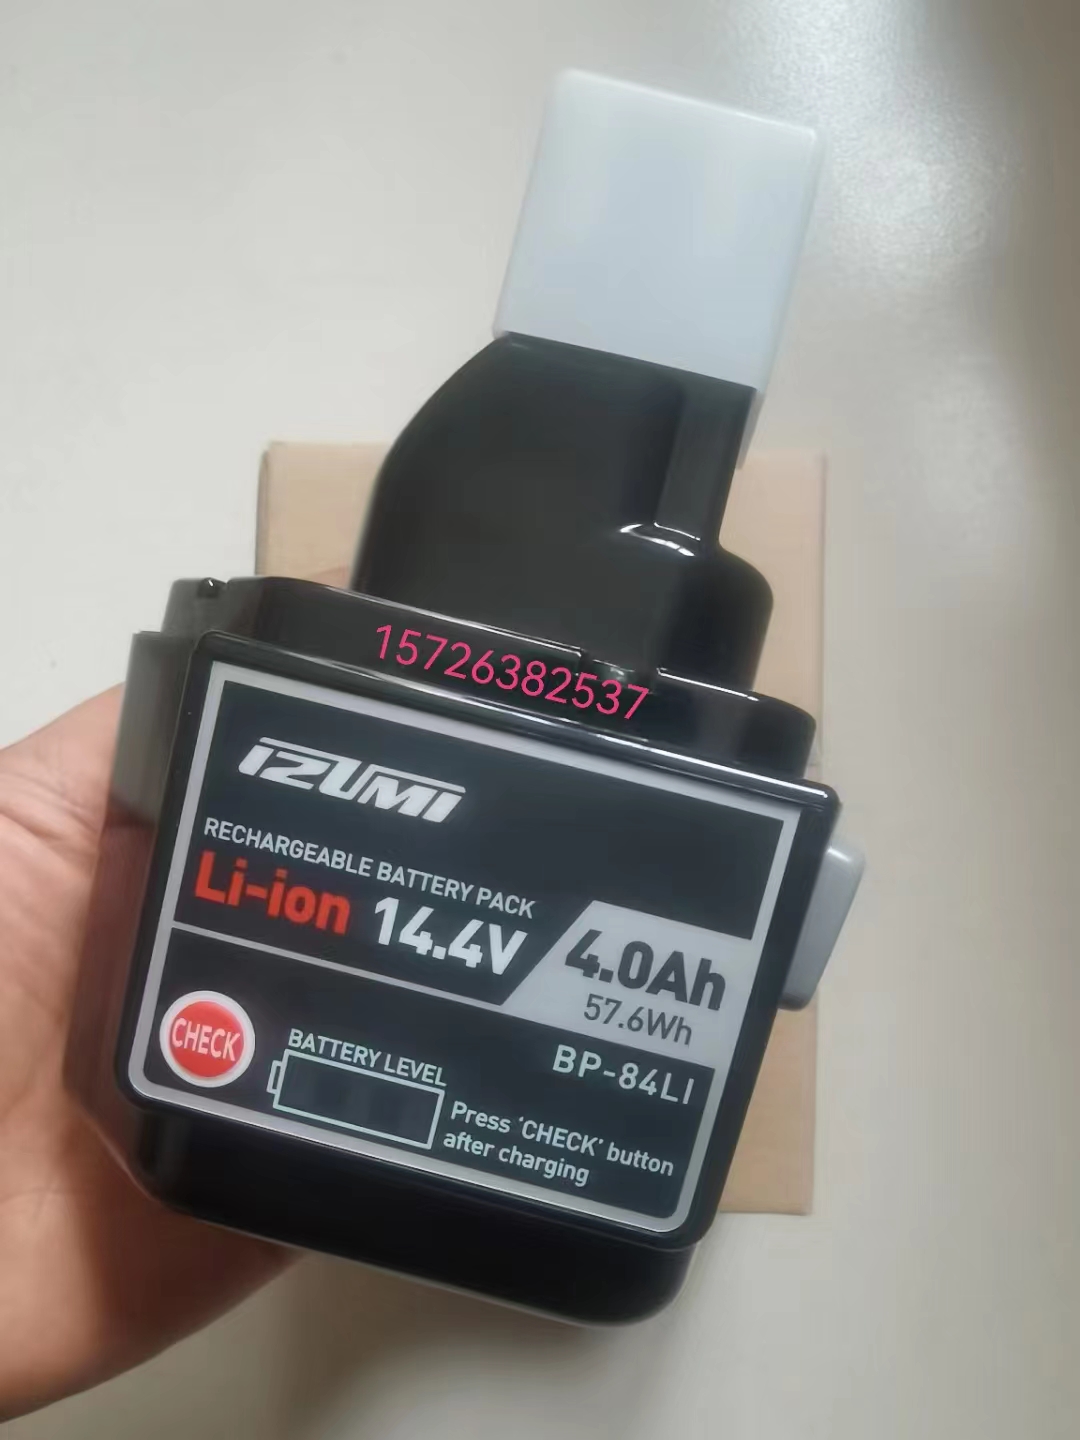 15726382537
IZUMI
RECHARGEABLE BATTERY PACK
Li-ion 14.4V
4.0Ah
57.6Wh
BP-84LI
CHECK
BATTERY LEVEL
Press 'CHECK' button
after charging